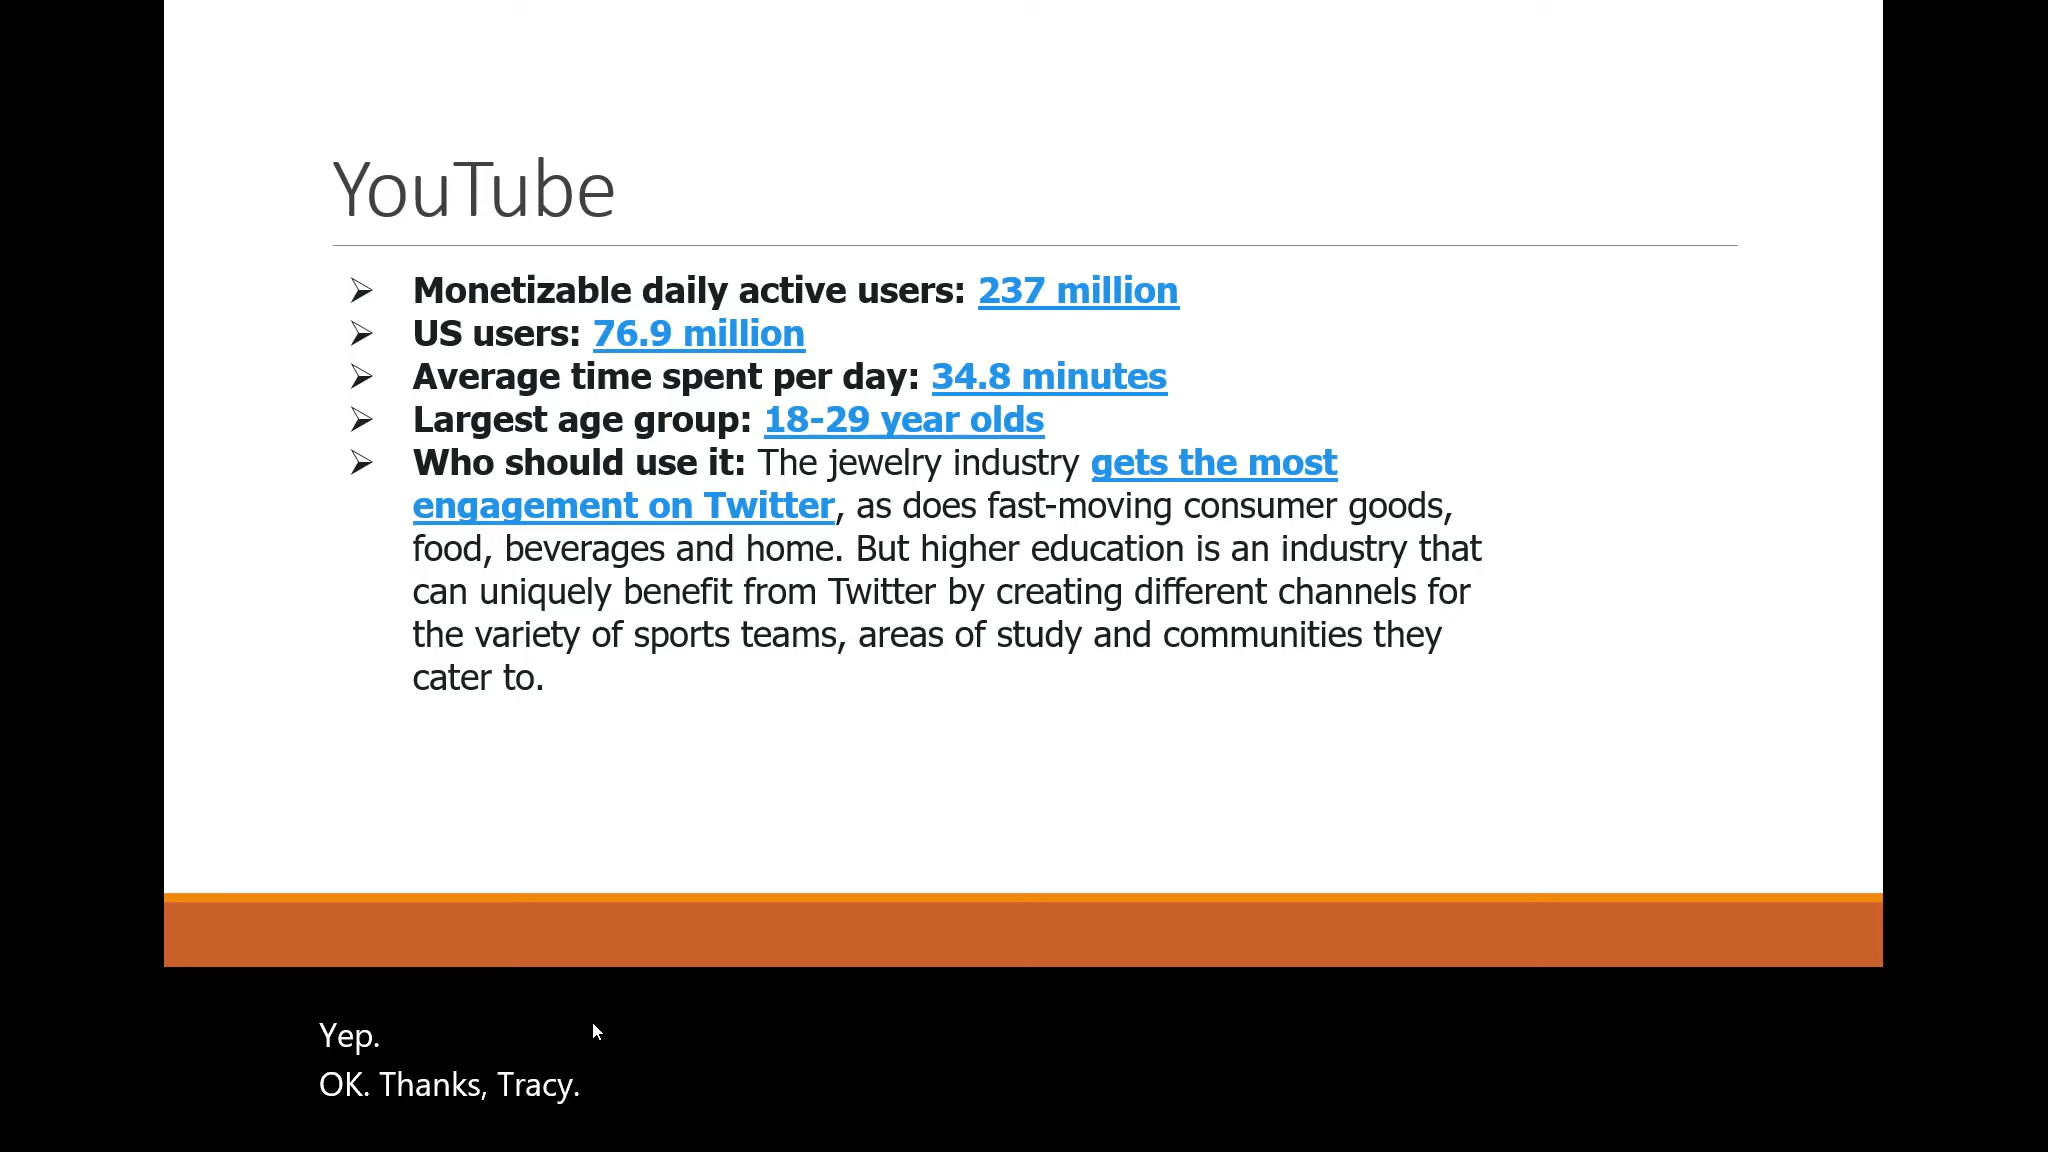 YouTube
Monetizable daily active users: 237 million
US users: 76.9 million
Average time spent per day: 34.8 minutes
Largest age group: 18-29 year olds
Who should use it: The jewelry industry gets the most
engagement on Twitter, as does fast-moving consumer goods,
food, beverages and home. But higher education is an industry that
can uniquely benefit from Twitter by creating different channels for
the variety of sports teams, areas of study and communities they
cater to.
Yep.
OK. Thanks, Tracy.